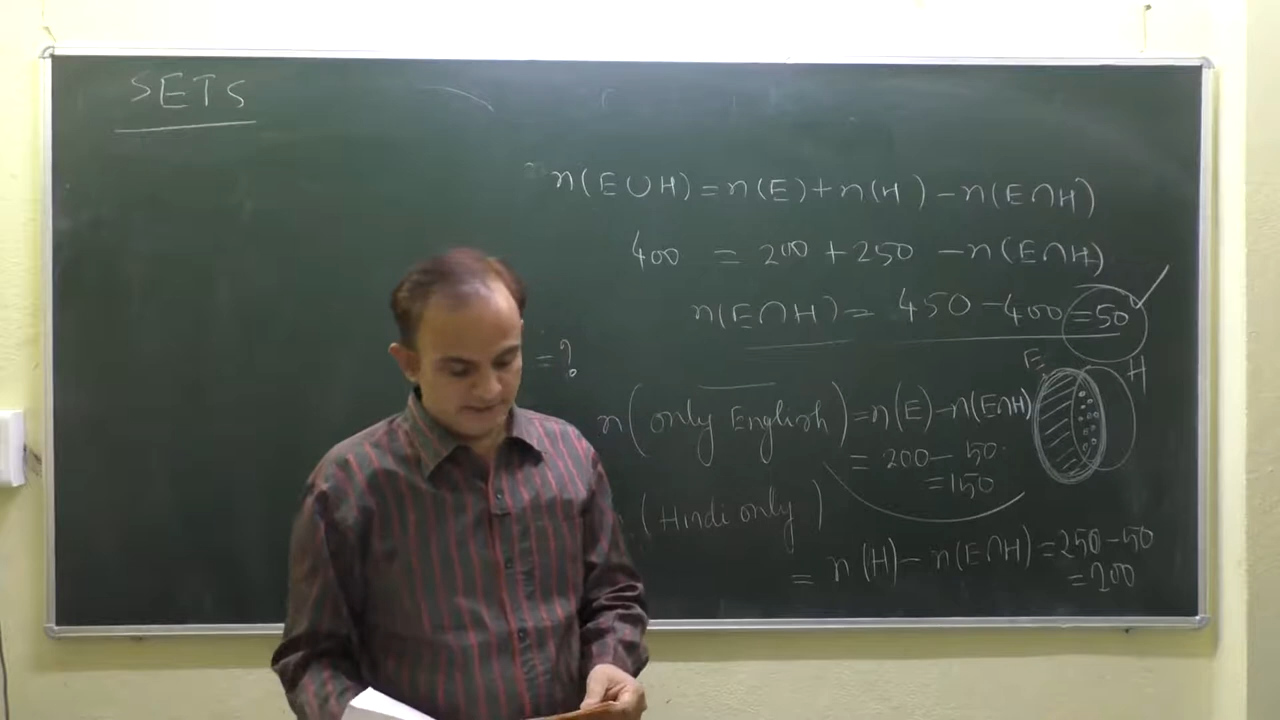 SETS
n(E∪H)=n(E)+n(H)-n(E∩H)
400 = 200+250 -n(E∩H)
n(E∩H)= 450-400=50
=?
E H
n(only English)=n(E)-n(E∩H)
= 200- 50
=150
(Hindi only)
= n(H)- n(E∩H)=250-50
=200